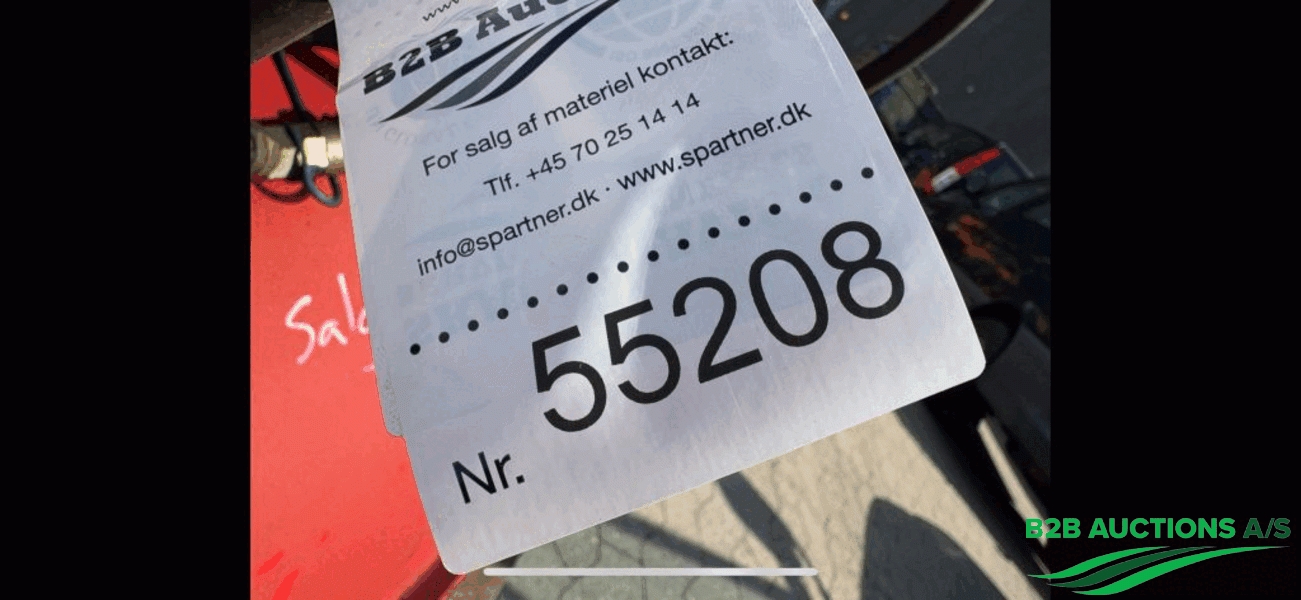 www
B2B Auc
For salg af materiel kontakt:
Tlf. +45 70 25 14 14
info@spartner.dk · www.spartner.dk
55208
Nr.
B2B AUCTIONS A/S